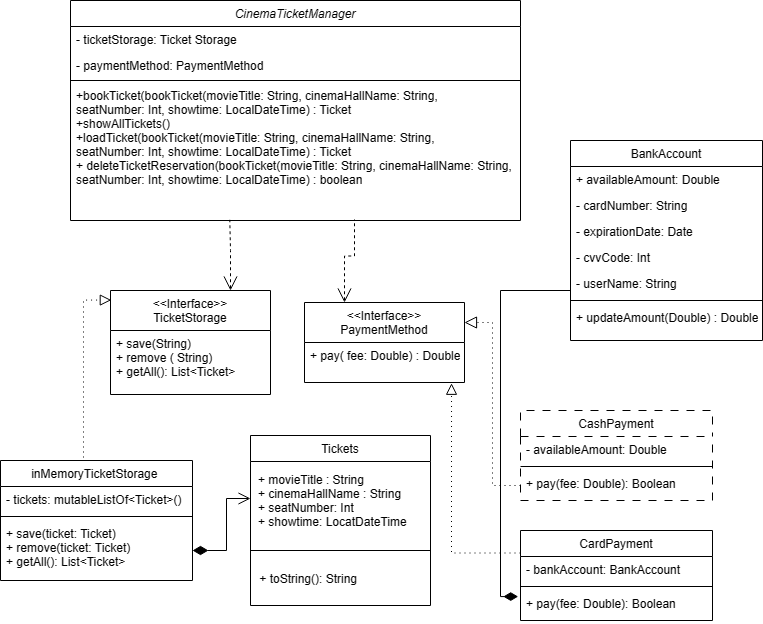 CinemaTicketManager
- ticketStorage: Ticket Storage
- paymentMethod: PaymentMethod
+bookTicket(bookTicket(movieTitle: String, cinemaHallName: String,
seatNumber: Int, showtime: LocalDateTime) : Ticket
+showAllTickets()
+loadTicket(bookTicket(movieTitle: String, cinemaHallName: String,
seatNumber: Int, showtime: LocalDateTime) : Ticket
+ deleteTicketReservation(bookTicket(movieTitle: String, cinemaHallName: String,
seatNumber: Int, showtime: LocalDateTime) : boolean
BankAccount
+ availableAmount: Double
- cardNumber: String
- expirationDate: Date
- cvvCode: Int
- userName: String
+ updateAmount(Double) : Double
<<Interface>>
TicketStorage
+ save(String)
+ remove ( String)
+ getAll(): List<Ticket>
<<Interface>>
PaymentMethod
+ pay( fee: Double) : Double
CashPayment
- availableAmount: Double
+ pay(fee: Double): Boolean
inMemoryTicketStorage
- tickets: mutableListOf<Ticket>()
+ save(ticket: Ticket)
+ remove(ticket: Ticket)
+ getAll(): List<Ticket>
Tickets
+ movieTitle : String
+ cinemaHallName : String
+ seatNumber: Int
+ showtime: LocatDateTime
+ toString(): String
CardPayment
- bankAccount: BankAccount
+ pay(fee: Double): Boolean